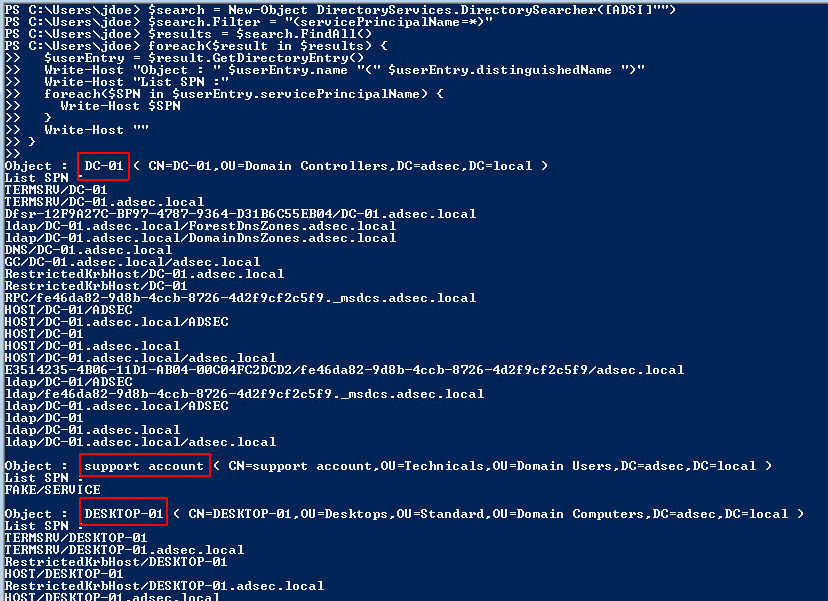 PS C:\Users\jdoe> $search = New-Object DirectoryServices.DirectorySearcher([ADSI]"")
PS C:\Users\jdoe> $search.Filter = "(servicePrincipalName=*)"
PS C:\Users\jdoe> $results = $search.FindAll()
PS C:\Users\jdoe> foreach($result in $results) {
>>   $userEntry = $result.GetDirectoryEntry()
>>   Write-Host "Object : " $userEntry.name "(" $userEntry.distinguishedName ")"
>>   Write-Host "List SPN :"
>>   foreach($SPN in $userEntry.servicePrincipalName) {
>>     Write-Host $SPN
>>   }
>>   Write-Host ""
>> }
>>
Object :  DC-01 ( CN=DC-01,OU=Domain Controllers,DC=adsec,DC=local )
List SPN :
TERMSRV/DC-01
TERMSRV/DC-01.adsec.local
Dfsr-12F9A27C-BF97-4787-9364-D31B6C55EB04/DC-01.adsec.local
ldap/DC-01.adsec.local/ForestDnsZones.adsec.local
ldap/DC-01.adsec.local/DomainDnsZones.adsec.local
DNS/DC-01.adsec.local
GC/DC-01.adsec.local/adsec.local
RestrictedKrbHost/DC-01.adsec.local
RestrictedKrbHost/DC-01
RPC/fe46da82-9d8b-4ccb-8726-4d2f9cf2c5f9._msdcs.adsec.local
HOST/DC-01/ADSEC
HOST/DC-01.adsec.local/ADSEC
HOST/DC-01
HOST/DC-01.adsec.local
HOST/DC-01.adsec.local/adsec.local
E3514235-4B06-11D1-AB04-00C04FC2DCD2/fe46da82-9d8b-4ccb-8726-4d2f9cf2c5f9/adsec.local
ldap/DC-01/ADSEC
ldap/fe46da82-9d8b-4ccb-8726-4d2f9cf2c5f9._msdcs.adsec.local
ldap/DC-01.adsec.local/ADSEC
ldap/DC-01
ldap/DC-01.adsec.local
ldap/DC-01.adsec.local/adsec.local
Object :  support account ( CN=support account,OU=Technicals,OU=Domain Users,DC=adsec,DC=local )
List SPN :
FAKE/SERVICE
Object :  DESKTOP-01 ( CN=DESKTOP-01,OU=Desktops,OU=Standard,OU=Domain Computers,DC=adsec,DC=local )
List SPN :
TERMSRV/DESKTOP-01
TERMSRV/DESKTOP-01.adsec.local
RestrictedKrbHost/DESKTOP-01
HOST/DESKTOP-01
RestrictedKrbHost/DESKTOP-01.adsec.local
HOST/DESKTOP-01.adsec.local